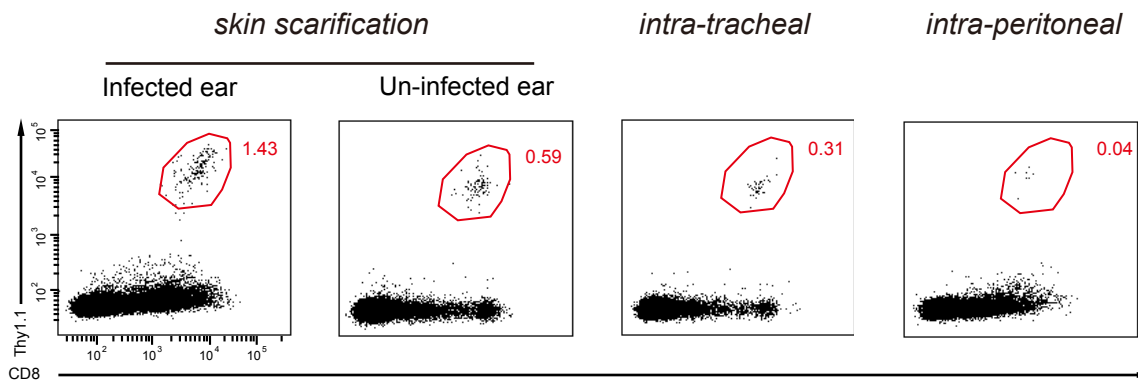 skin scarification intra-tracheal intra-peritoneal
Infected ear Un-infected ear
1.43 0.59 0.31 0.04
Thy1.1
10⁵
10⁴
10³
10²
10² 10³ 10⁴ 10⁵
CD8